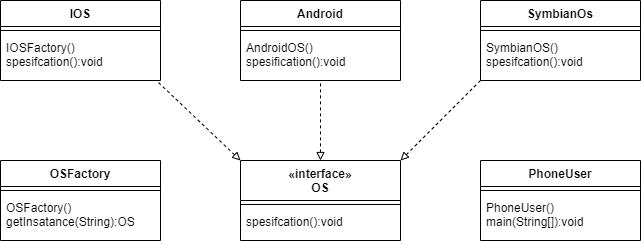 IOS
IOSFactory()
spesifcation():void
Android
AndroidOS()
spesification():void
SymbianOs
SymbianOS()
spesifcation():void
OSFactory
OSFactory()
getInsatance(String):OS
«interface»
OS
spesifcation():void
PhoneUser
PhoneUser()
main(String[]):void